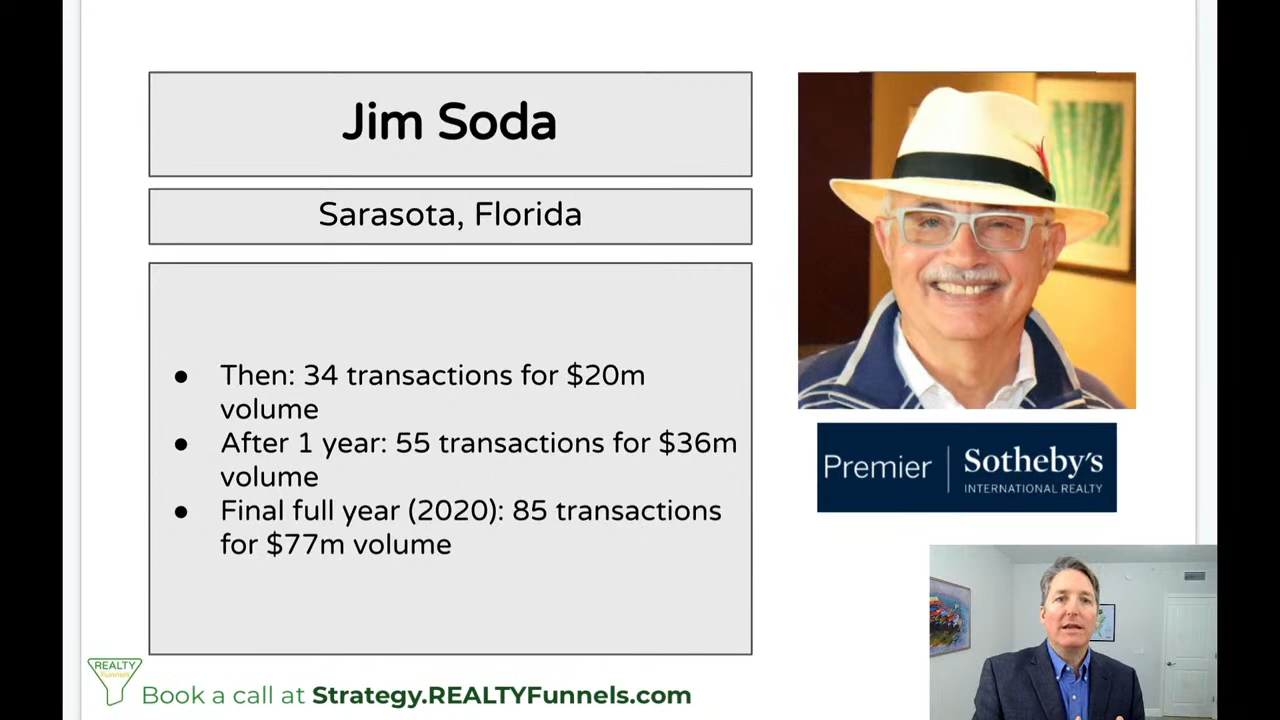 Jim Soda
Sarasota, Florida
● Then: 34 transactions for $20m
volume
● After 1 year: 55 transactions for $36m
volume
● Final full year (2020): 85 transactions
for $77m volume
Premier | Sotheby's
INTERNATIONAL REALTY
REALTY
Funnels
Book a call at Strategy.REALTYFunnels.com